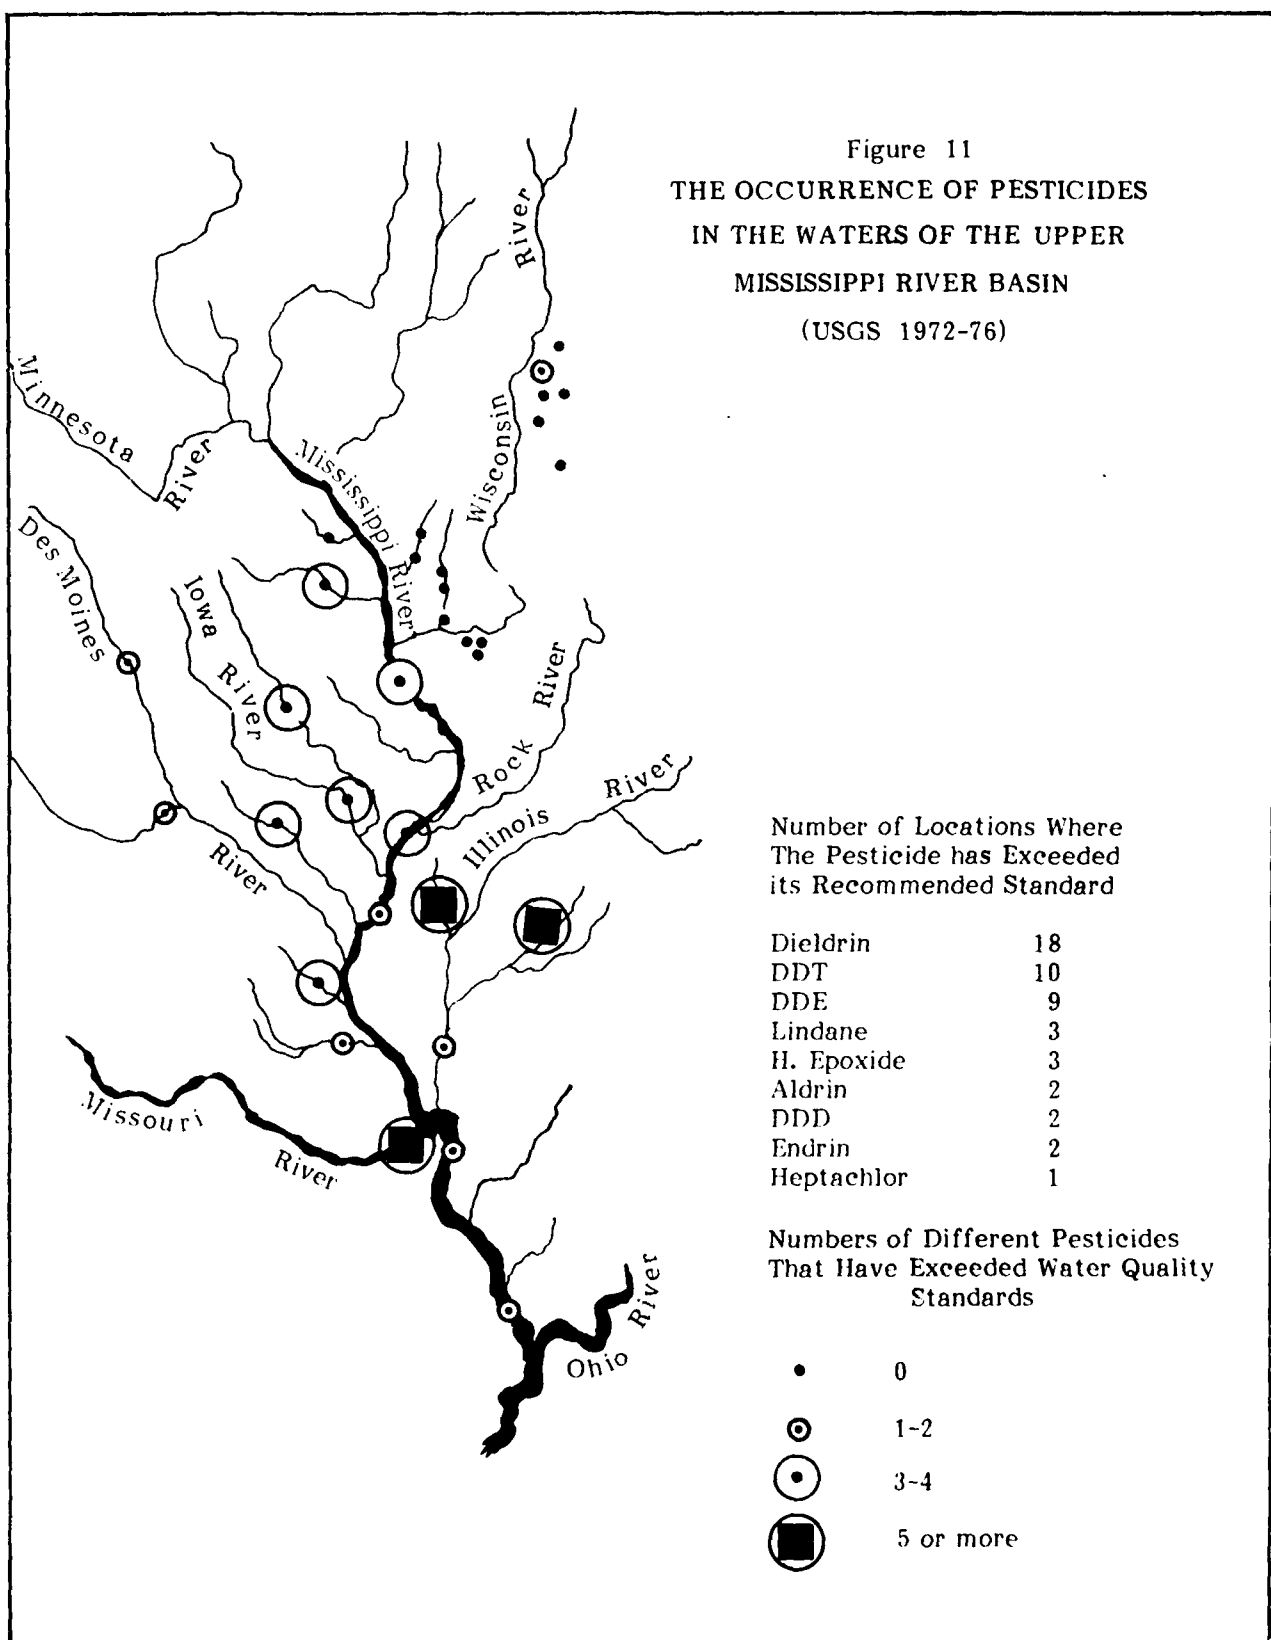 Figure 11
THE OCCURRENCE OF PESTICIDES
IN THE WATERS OF THE UPPER
MISSISSIPPI RIVER BASIN
(USGS 1972-76)
River
Wisconsin
Minnesota
River
Mississippi River
Des Moines
River
Iowa River
Rock River
Illinois River
Missouri River
Ohio River
Number of Locations Where
The Pesticide has Exceeded
its Recommended Standard
Dieldrin 18
DDT 10
DDE 9
Lindane 3
H. Epoxide 3
Aldrin 2
DDD 2
Endrin 2
Heptachlor 1
Numbers of Different Pesticides
That Have Exceeded Water Quality
Standards
0
1-2
3-4
5 or more